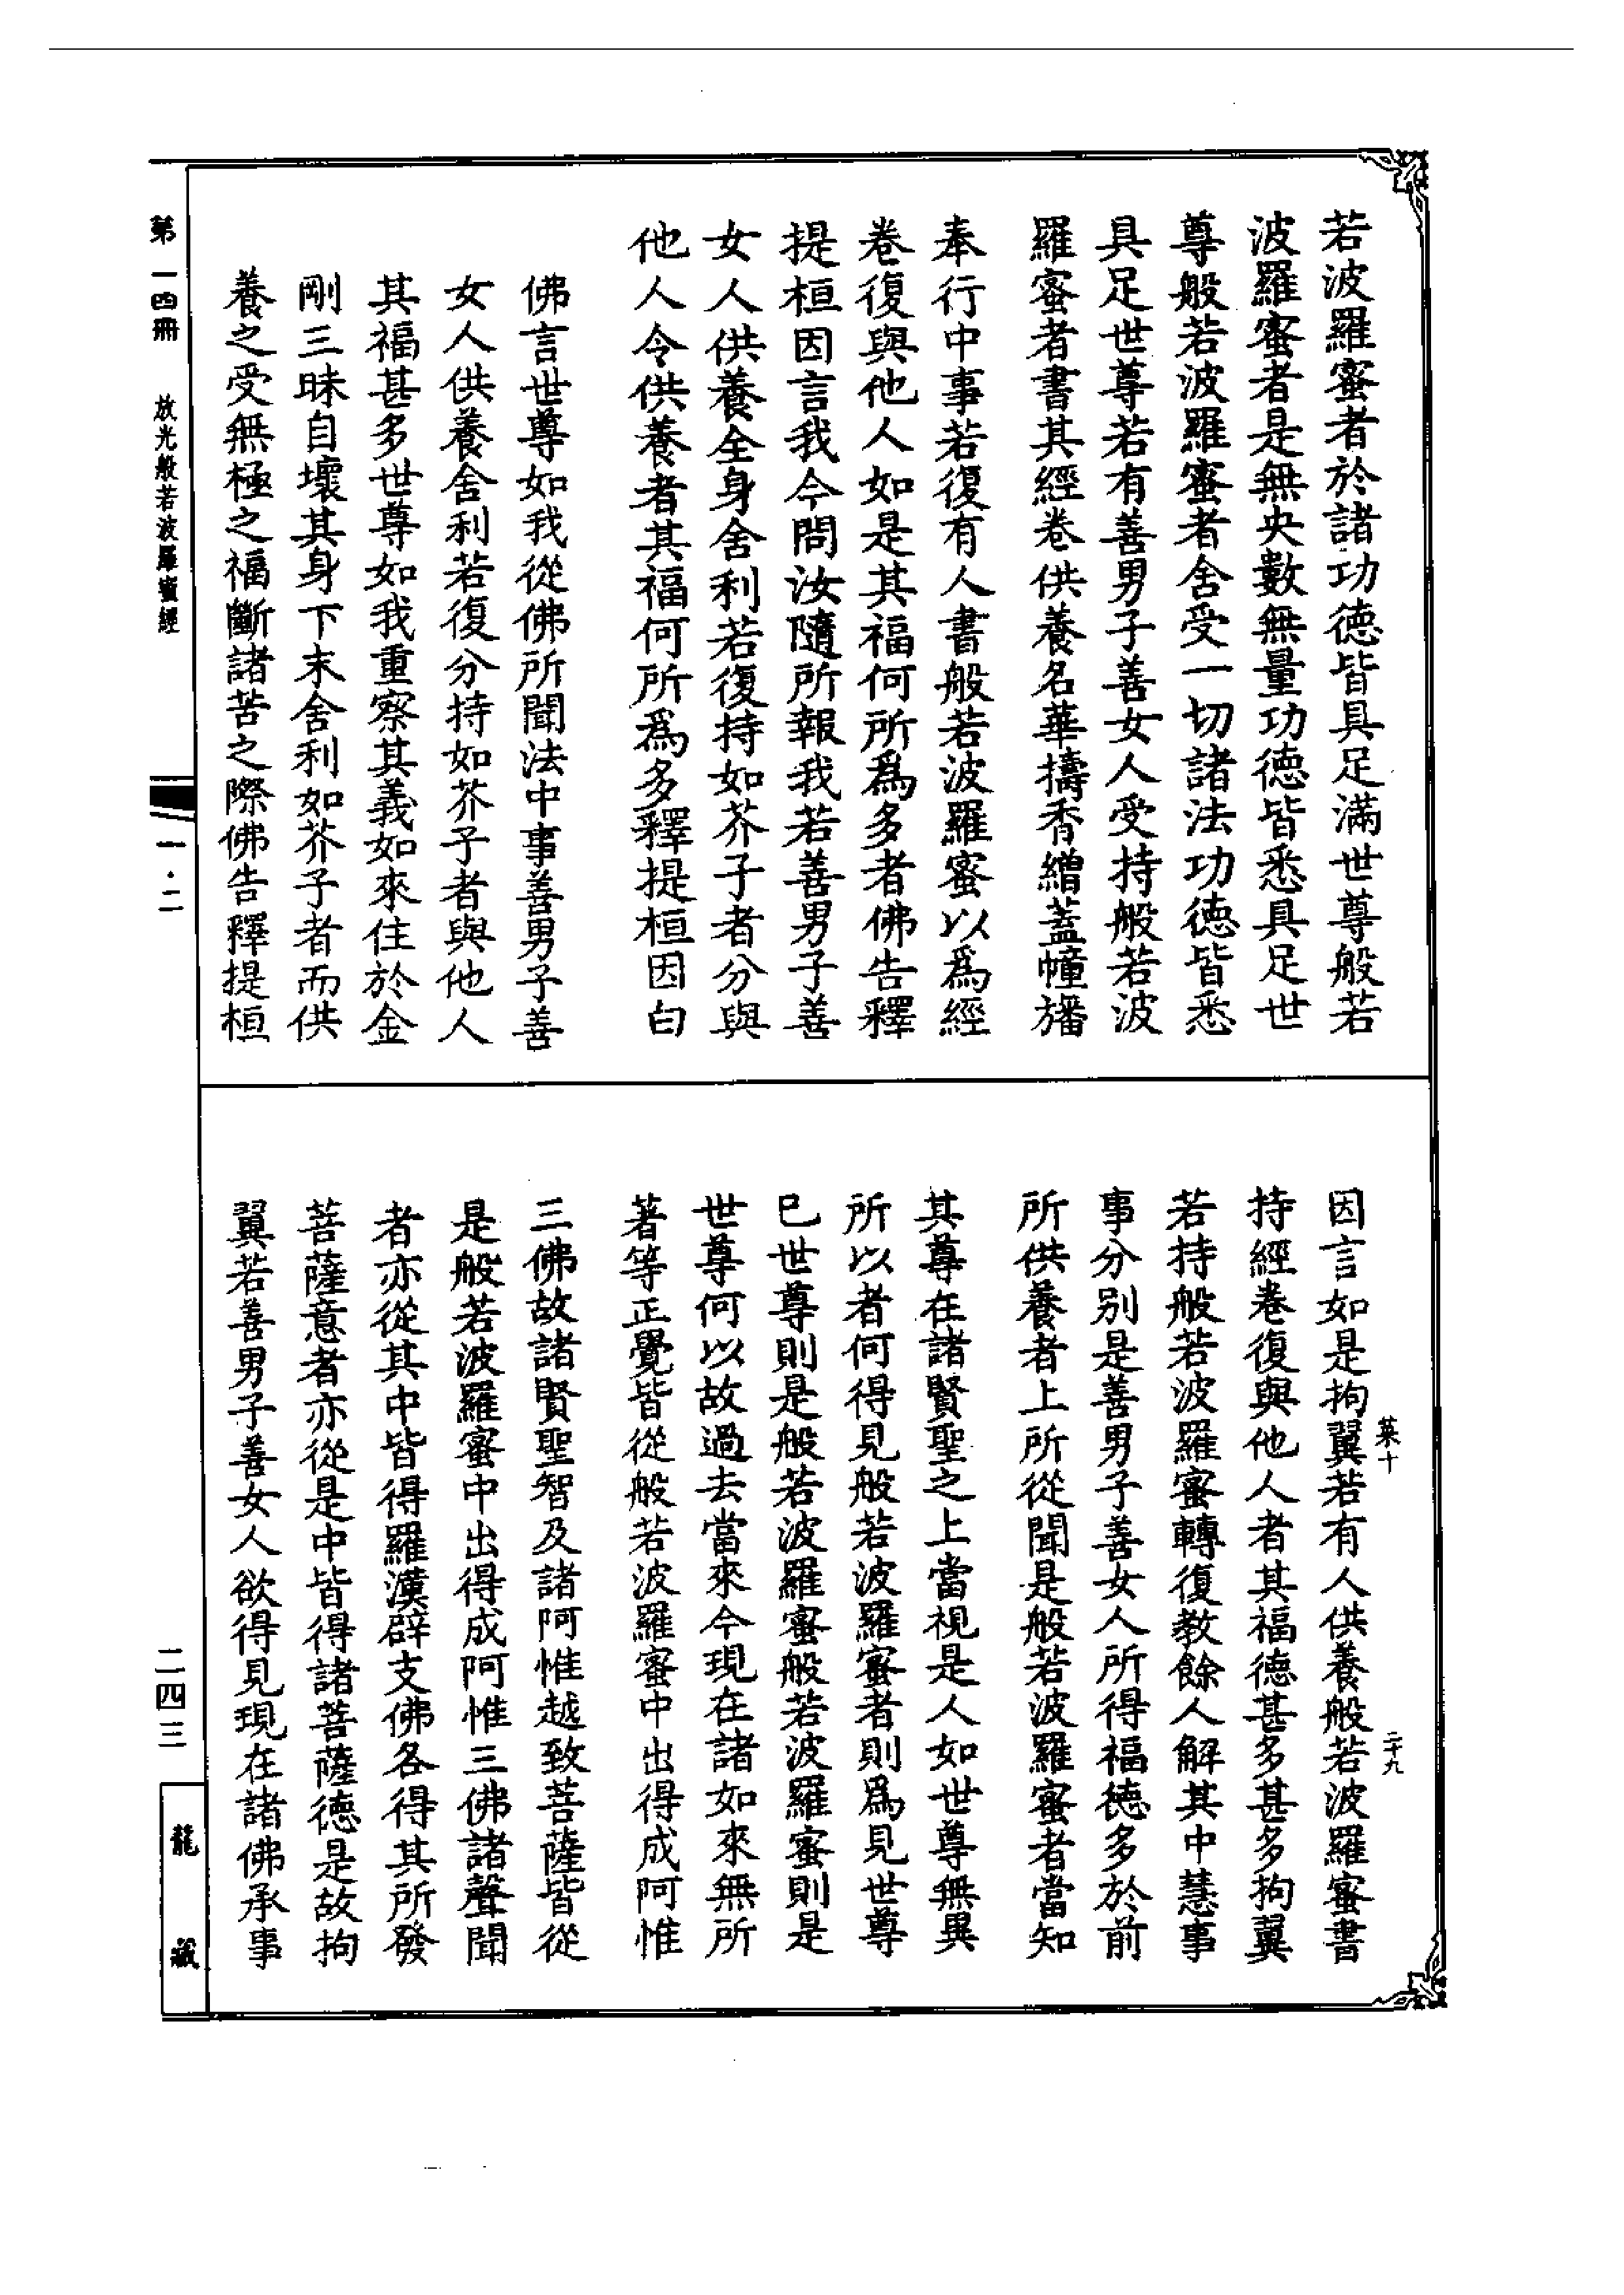 若波羅蜜者於諸功德皆具足滿世尊般若
波羅蜜者是無央數無量功德皆悉具足世
尊般若波羅蜜者舍受一切諸法功德皆悉
具足世尊若有善男子善女人受持般若波
羅蜜者書其經卷供養名華擣香繒蓋幢旛
奉行中事若復有人書般若波羅蜜以爲經
卷復與他人如是其福何所爲多者佛告釋
提桓因言我今問汝隨所報我若善男子善
女人供養全身舍利若復持如芥子者分與
他人令供養者其福何所爲多釋提桓因白
佛言世尊如我從佛所聞法中事善男子善
女人供養舍利若復分持如芥子者與他人
其福甚多世尊如我重察其義如來住於金
剛三昧自壞其身下末舍利如芥子者而供
養之受無極之福斷諸苦之際佛告釋提桓
因言如是拘翼若有人供養般若波羅蜜書
持經卷復與他人者其福德甚多甚多拘翼
若持般若波羅蜜轉復教餘人解其中慧事
事分別是善男子善女人所得福德多於前
所供養者上所從聞是般若波羅蜜者當知
其尊在諸賢聖之上當視是人如世尊無異
所以者何得見般若波羅蜜者則爲見世尊
已世尊則是般若波羅蜜般若波羅蜜則是
世尊何以故過去當來今現在諸如來無所
著等正覺皆從般若波羅蜜中出得成阿惟
三佛故諸賢聖智及諸阿惟越致菩薩皆從
是般若波羅蜜中出得成阿惟三佛諸聲聞
者亦從其中皆得羅漢辟支佛各得其所發
菩薩意者亦從是中皆得諸菩薩德是故拘
翼若善男子善女人欲得見現在諸佛承事
菜十
二十九
第一四冊
放光般若波羅蜜經
一·二
二四三
龍藏